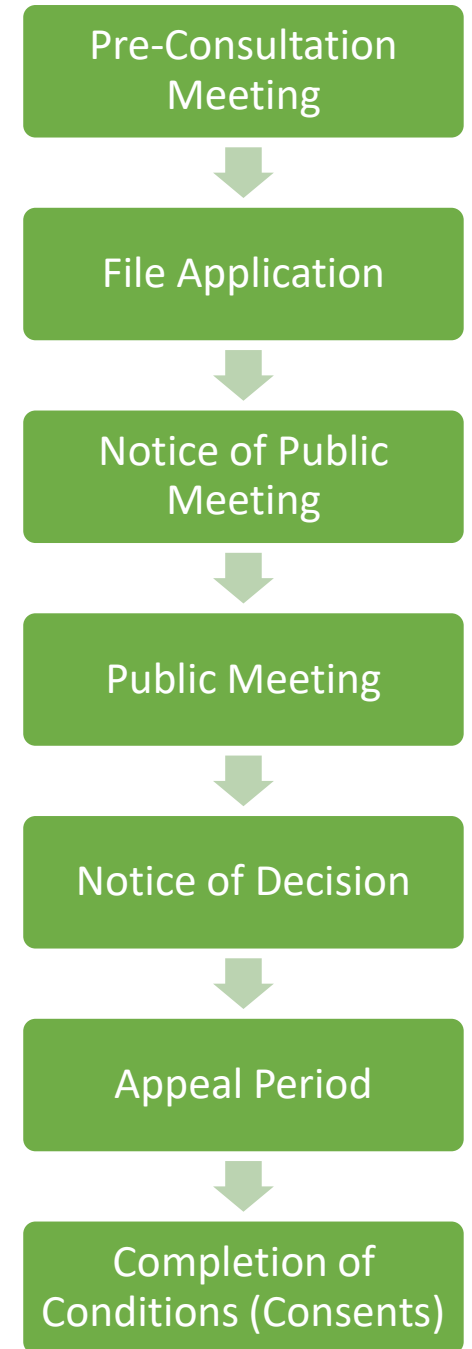 Pre-Consultation
Meeting
File Application
Notice of Public
Meeting
Public Meeting
Notice of Decision
Appeal Period
Completion of
Conditions (Consents)